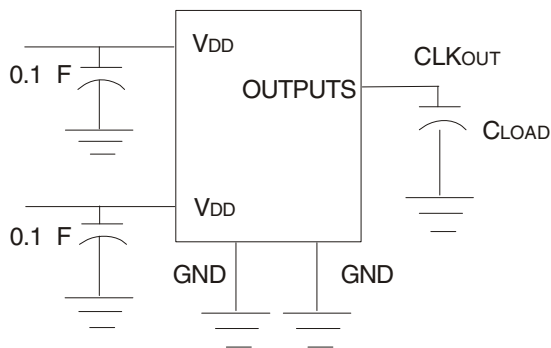 VDD
0.1 F
OUTPUTS
CLKOUT
CLOAD
VDD
0.1 F
GND
GND